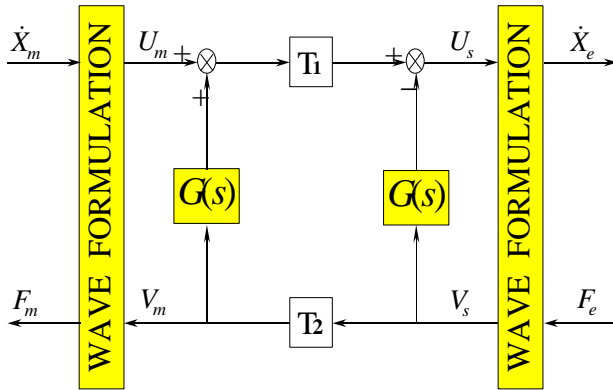 Ẋm
Um
+
T1
+
Us
Ẋe
+
−
WAVE FORMULATION
G(s)
G(s)
WAVE FORMULATION
Fm
Vm
T2
Vs
Fe